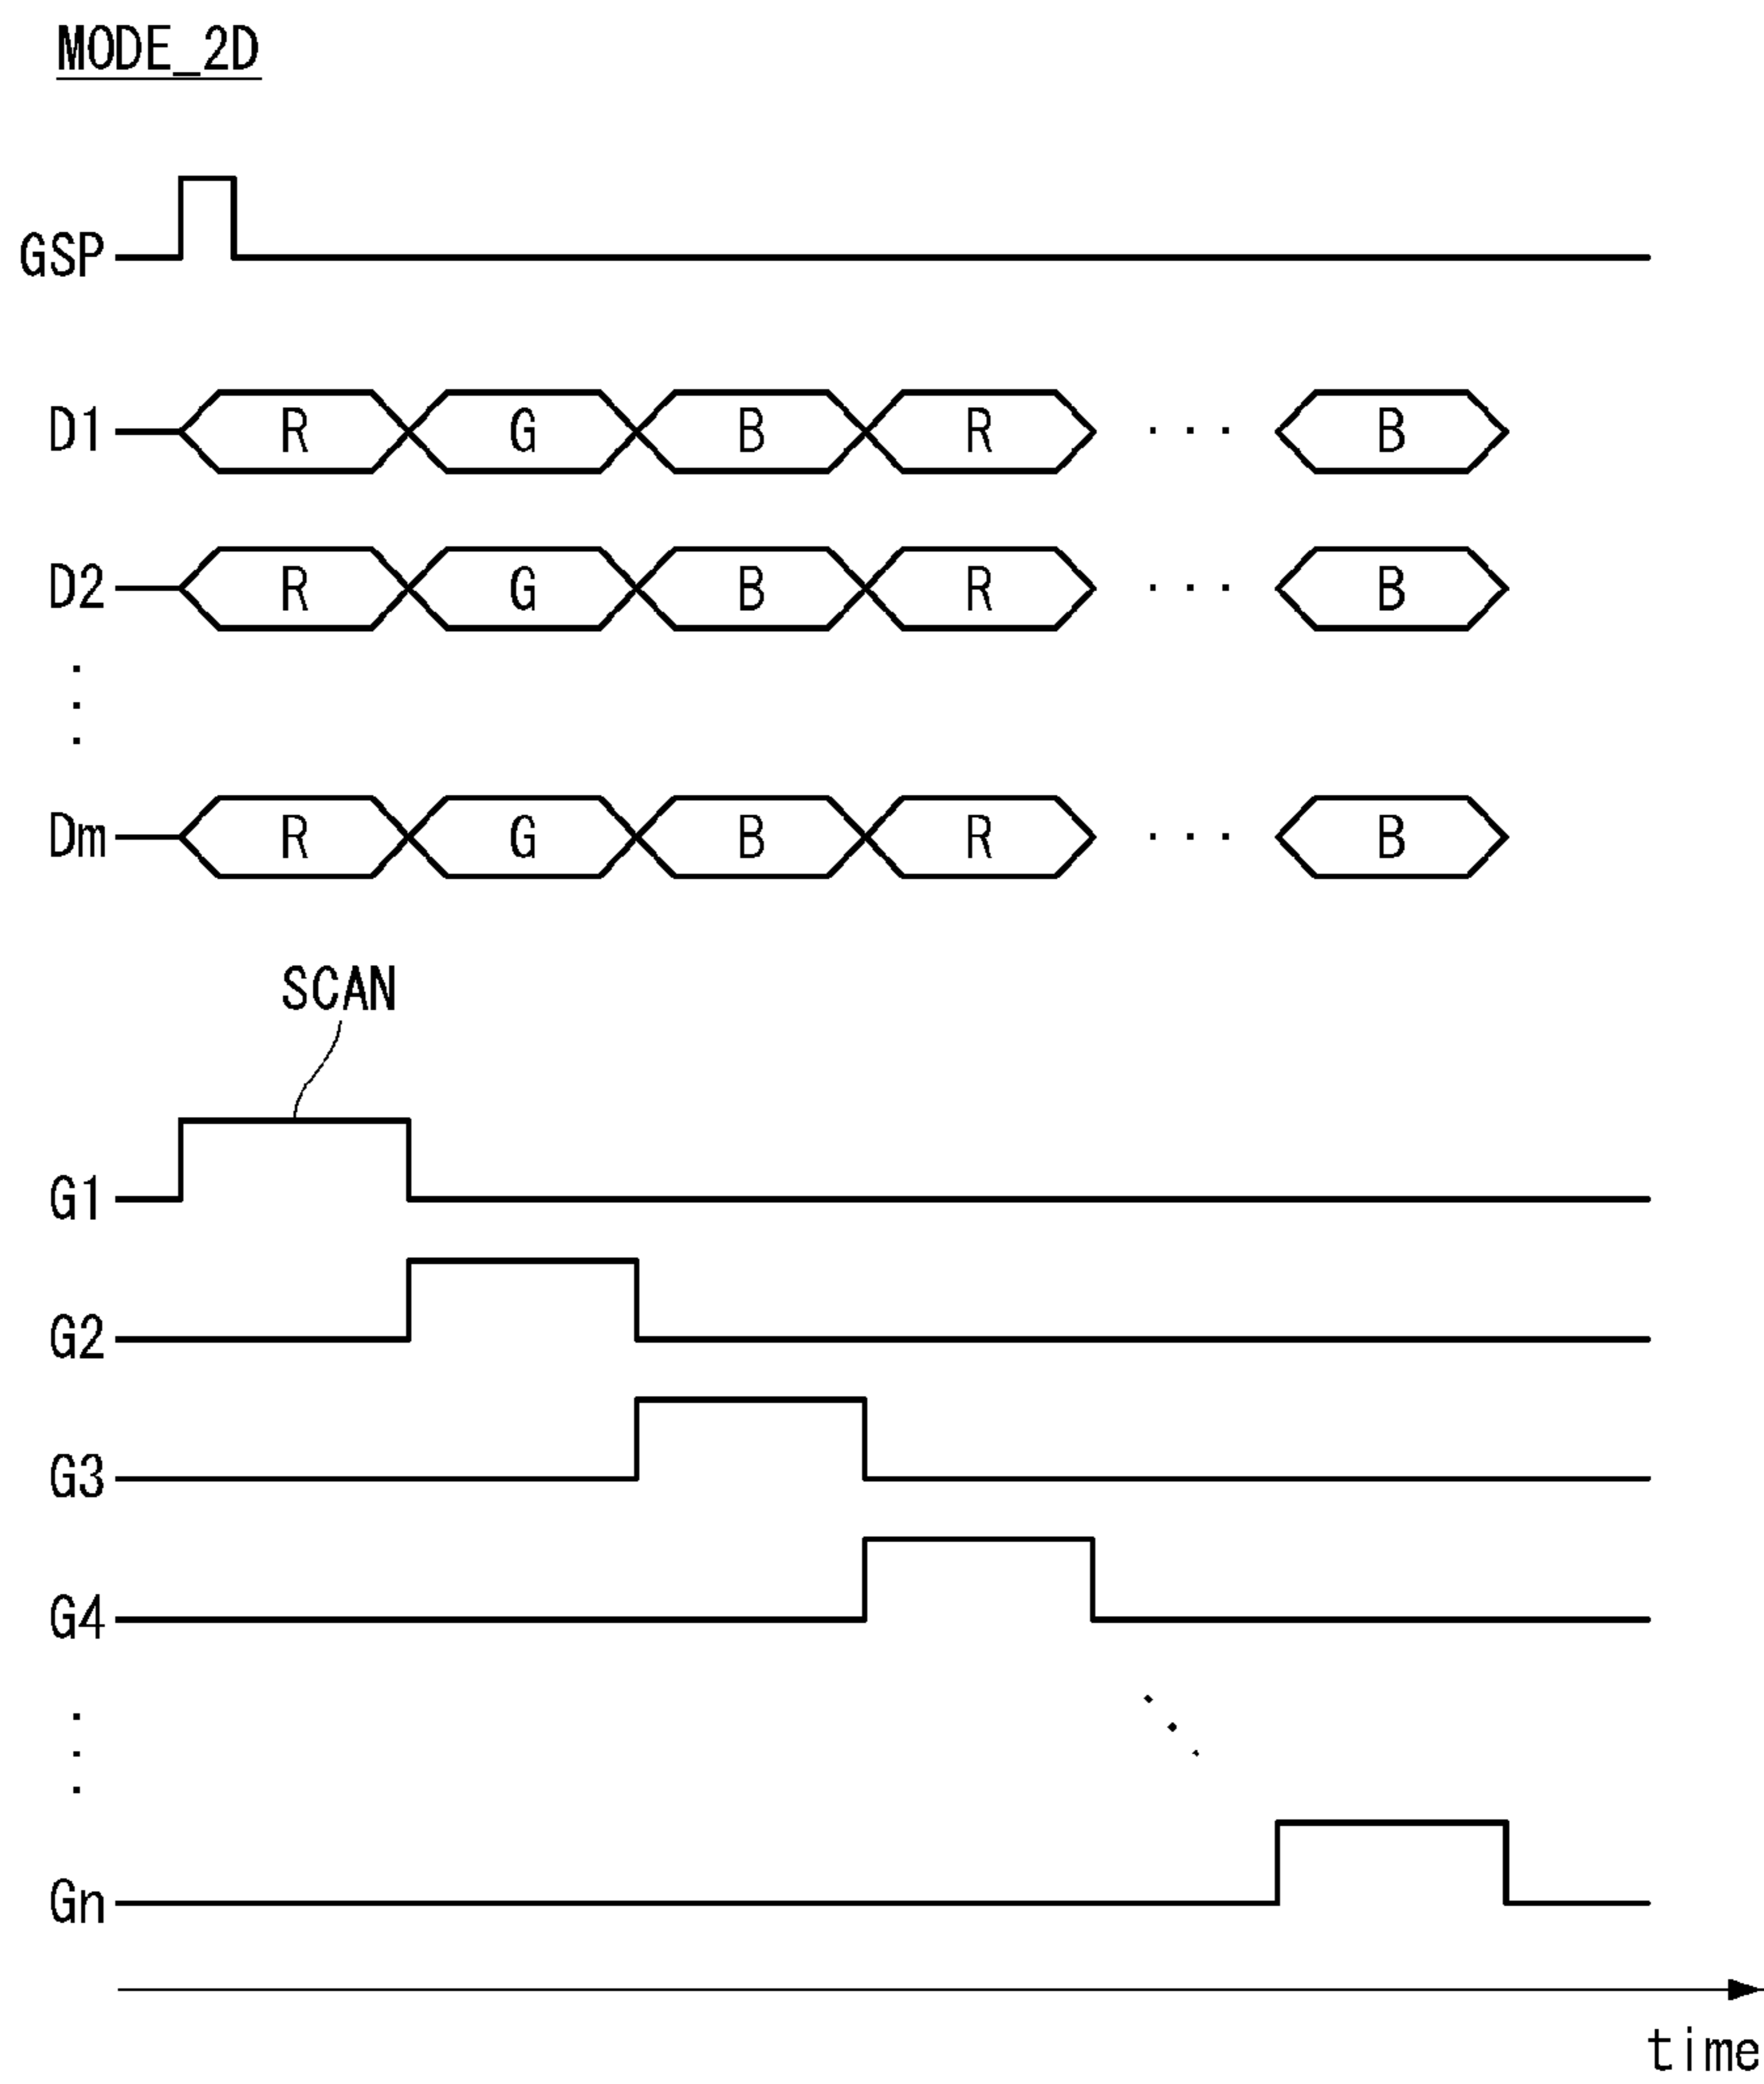 MODE_2D
GSP
D1 R G B R ... B
D2 R G B R ... B
Dm R G B R ... B
SCAN
G1
G2
G3
G4
Gn
time